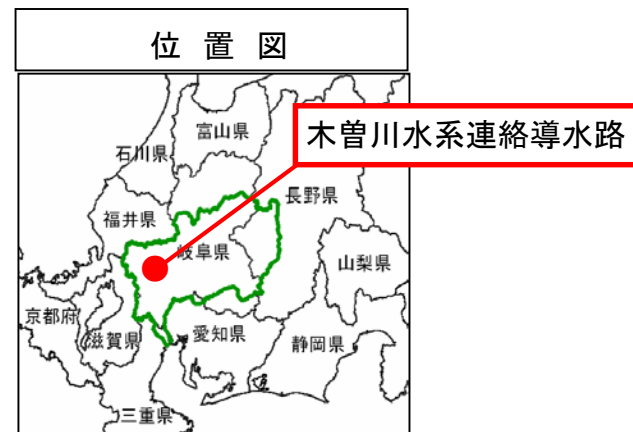 位置図
木曽川水系連絡導水路
富山県
石川県
長野県
福井県
岐阜県
山梨県
京都府
滋賀県
愛知県
静岡県
三重県